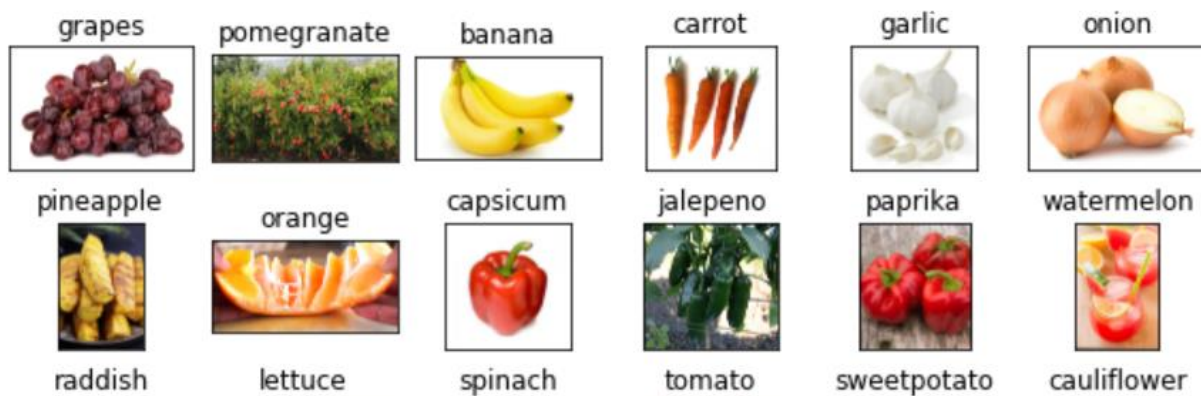 grapes pomegranate banana carrot garlic onion
pineapple orange capsicum jalepeno paprika watermelon
raddish lettuce spinach tomato sweetpotato cauliflower